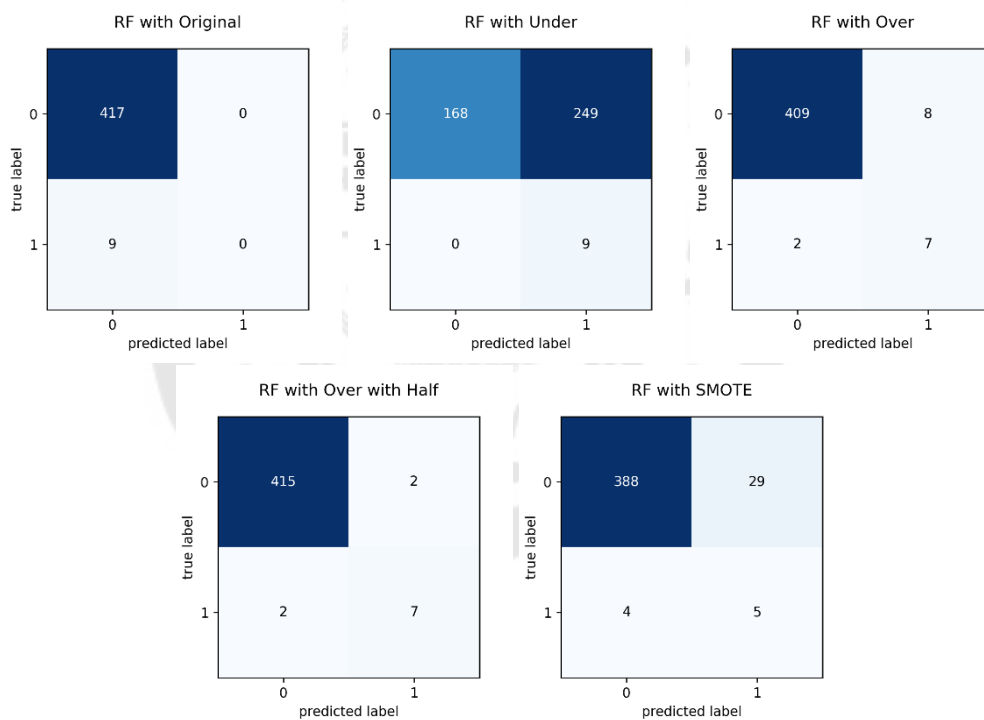 RF with Original
0
417
0
1
9
0
true label
0
1
predicted label
RF with Under
0
168
249
1
0
9
true label
0
1
predicted label
RF with Over
0
409
8
1
2
7
true label
0
1
predicted label
RF with Over with Half
0
415
2
1
2
7
true label
0
1
predicted label
RF with SMOTE
0
388
29
1
4
5
true label
0
1
predicted label